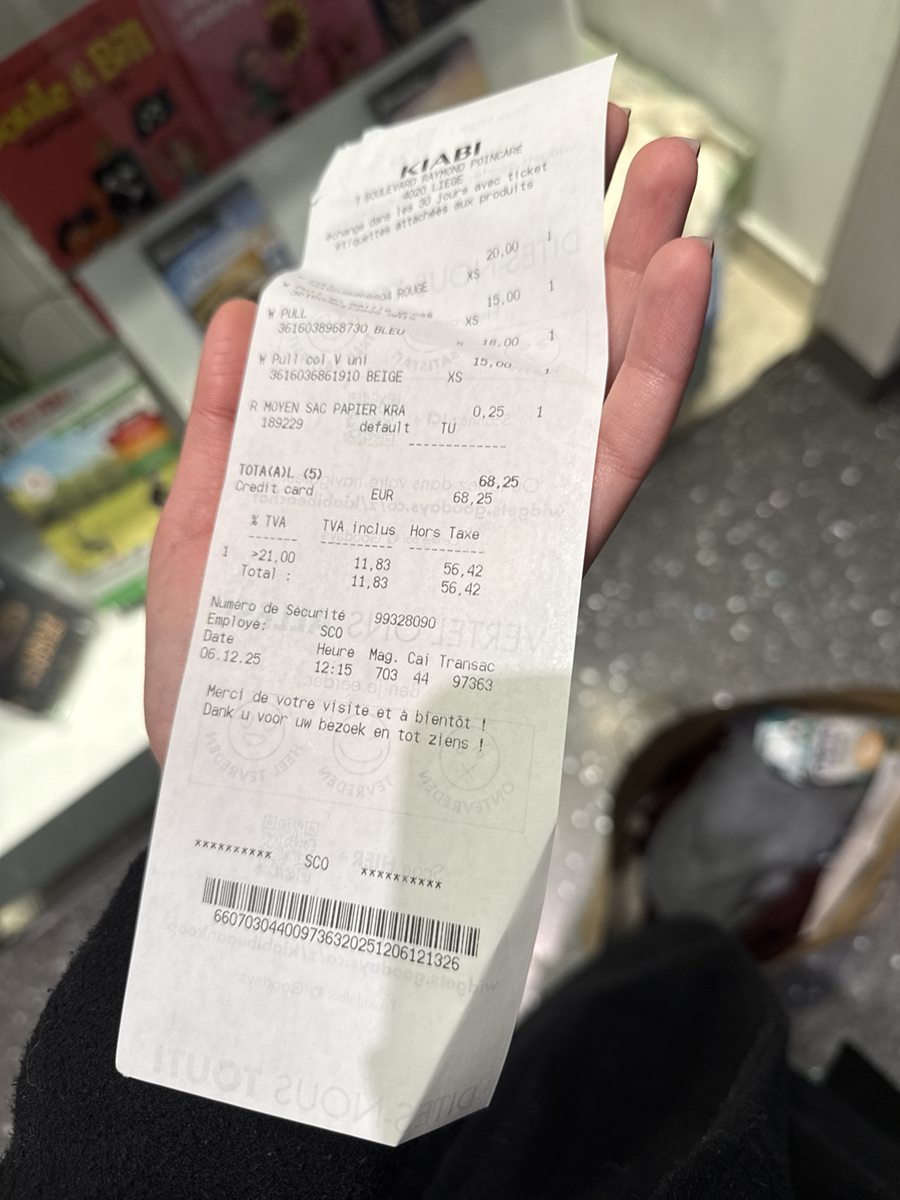 KIABI
7 BOULEVARD RAYMOND POINCARÉ
4020 LIEGE
échange dans les 30 jours avec ticket
étiquettes attachées aux produits
20,00 1
ROUGE XS
15,00 1
W PULL XS
3616038968730 BLEU
18,00 1
W Pull col V uni 15,00 1
3616036861910 BEIGE XS
R MOYEN SAC PAPIER KRA 0,25 1
189229 default TU
TOTA(A)L (5) 68,25
Credit card EUR 68,25
% TVA TVA inclus Hors Taxe
1 >21,00 11,83 56,42
Total : 11,83 56,42
Numéro de Sécurité 99328090
Employé: SCO
Date Heure Mag. Cai Transac
06.12.25 12:15 703 44 97363
Merci de votre visite et à bientôt !
Dank u voor uw bezoek en tot ziens !
********** SCO **********
660703044009736320251206121326